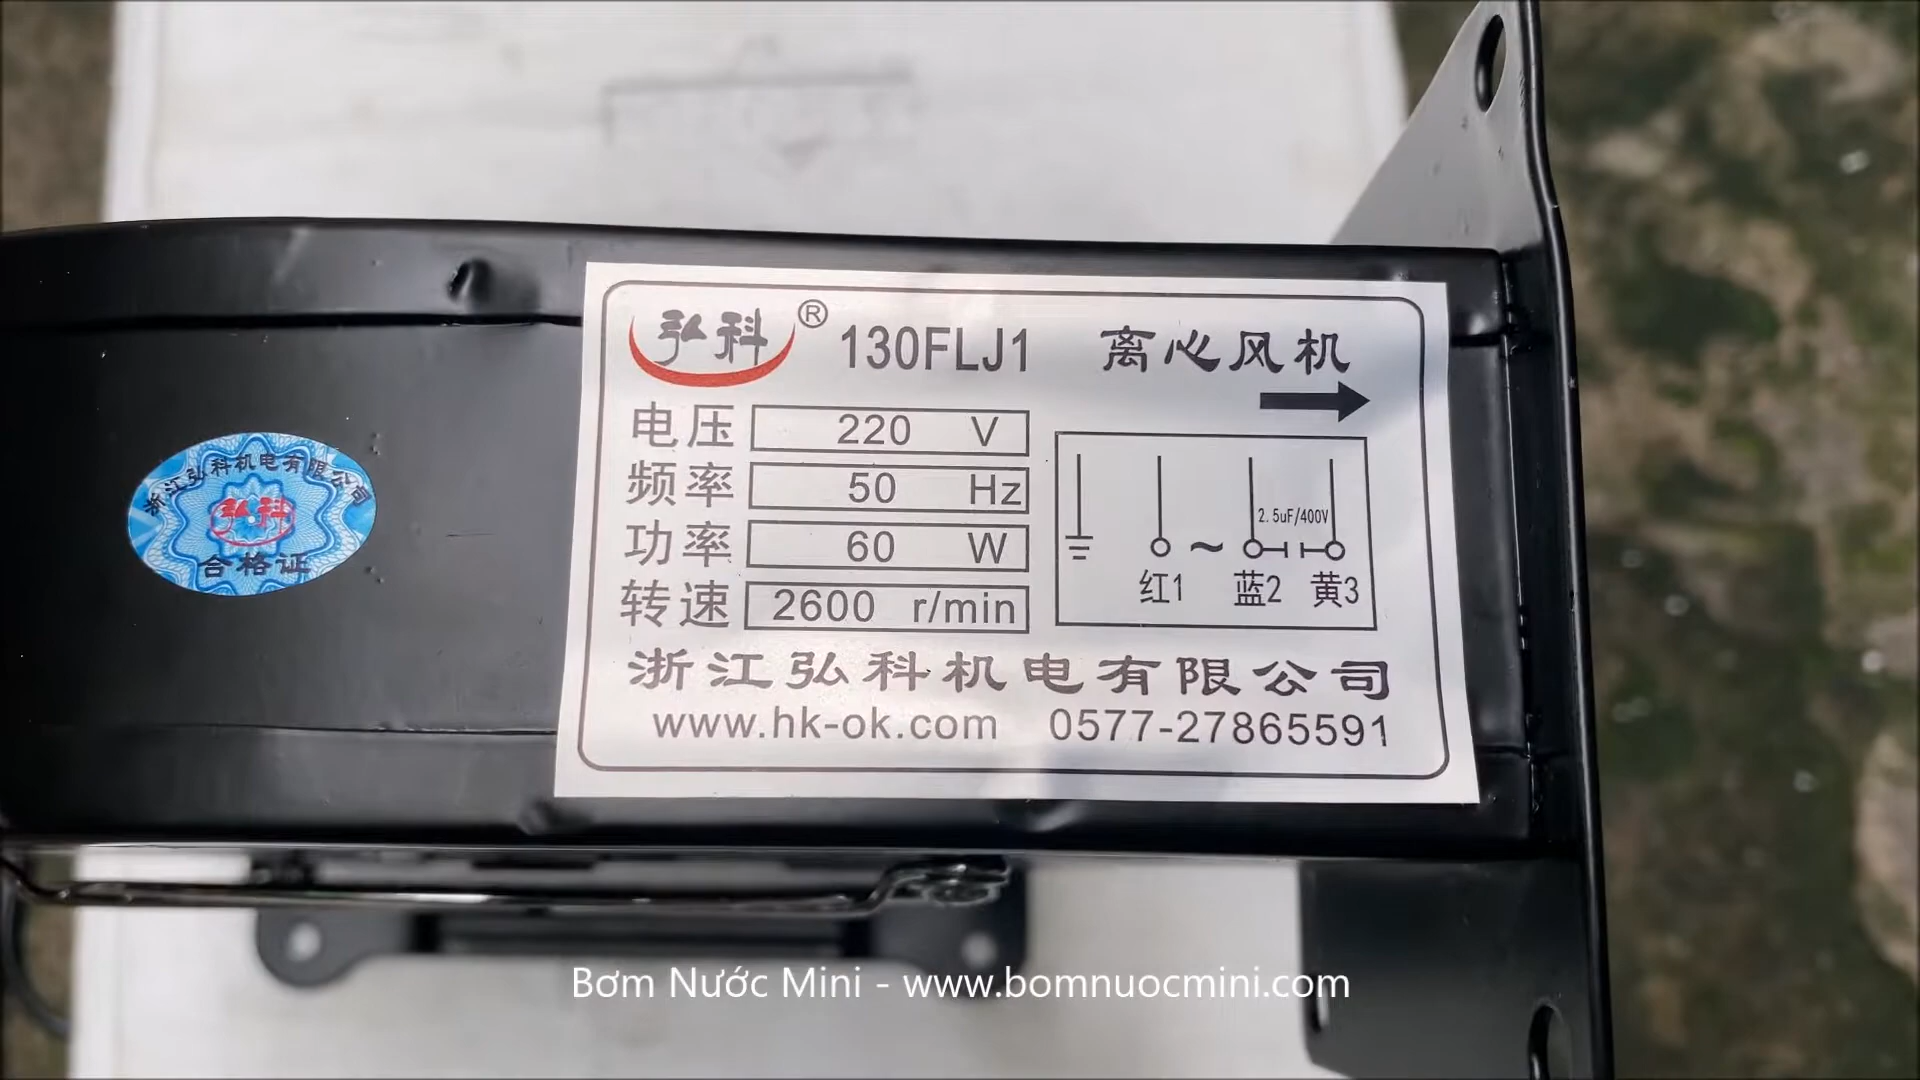 弘科® 130FLJ1 离心风机
电压 220 V
频率 50 Hz
功率 60 W
转速 2600 r/min
2.5uF/400V
红1 ~ 蓝2 黄3
浙江弘科机电有限公司
www.hk-ok.com 0577-27865591
浙江弘科机电有限公司
弘科
合格证
Bơm Nước Mini - www.bomnuocmini.com